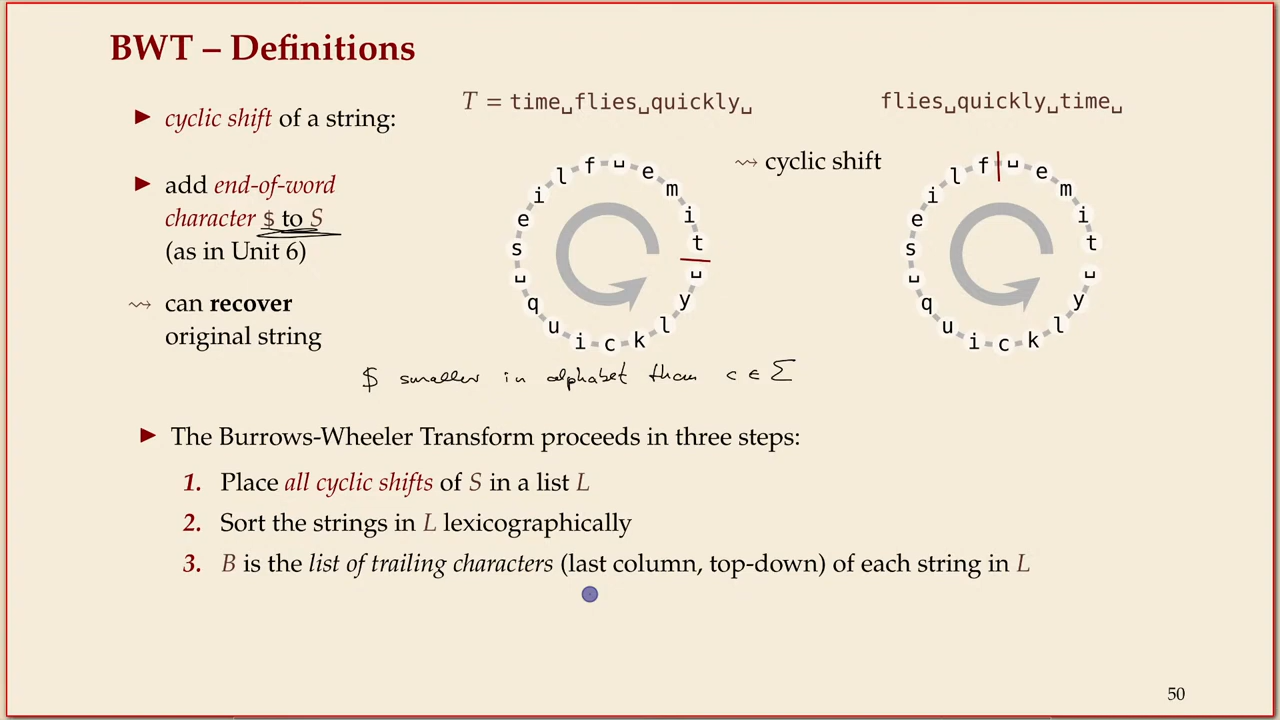 BWT – Definitions
▶ cyclic shift of a string:
T = time␣flies␣quickly␣
flies␣quickly␣time␣
⇝ cyclic shift
▶ add end-of-word
character $ to S
(as in Unit 6)
⇝ can recover
original string
t i m e ␣ f l i e s ␣ q u i c k l y ␣
t i m e ␣ f l i e s ␣ q u i c k l y ␣
$ smaller in alphabet than c ∈ Σ
▶ The Burrows-Wheeler Transform proceeds in three steps:
1. Place all cyclic shifts of S in a list L
2. Sort the strings in L lexicographically
3. B is the list of trailing characters (last column, top-down) of each string in L
50